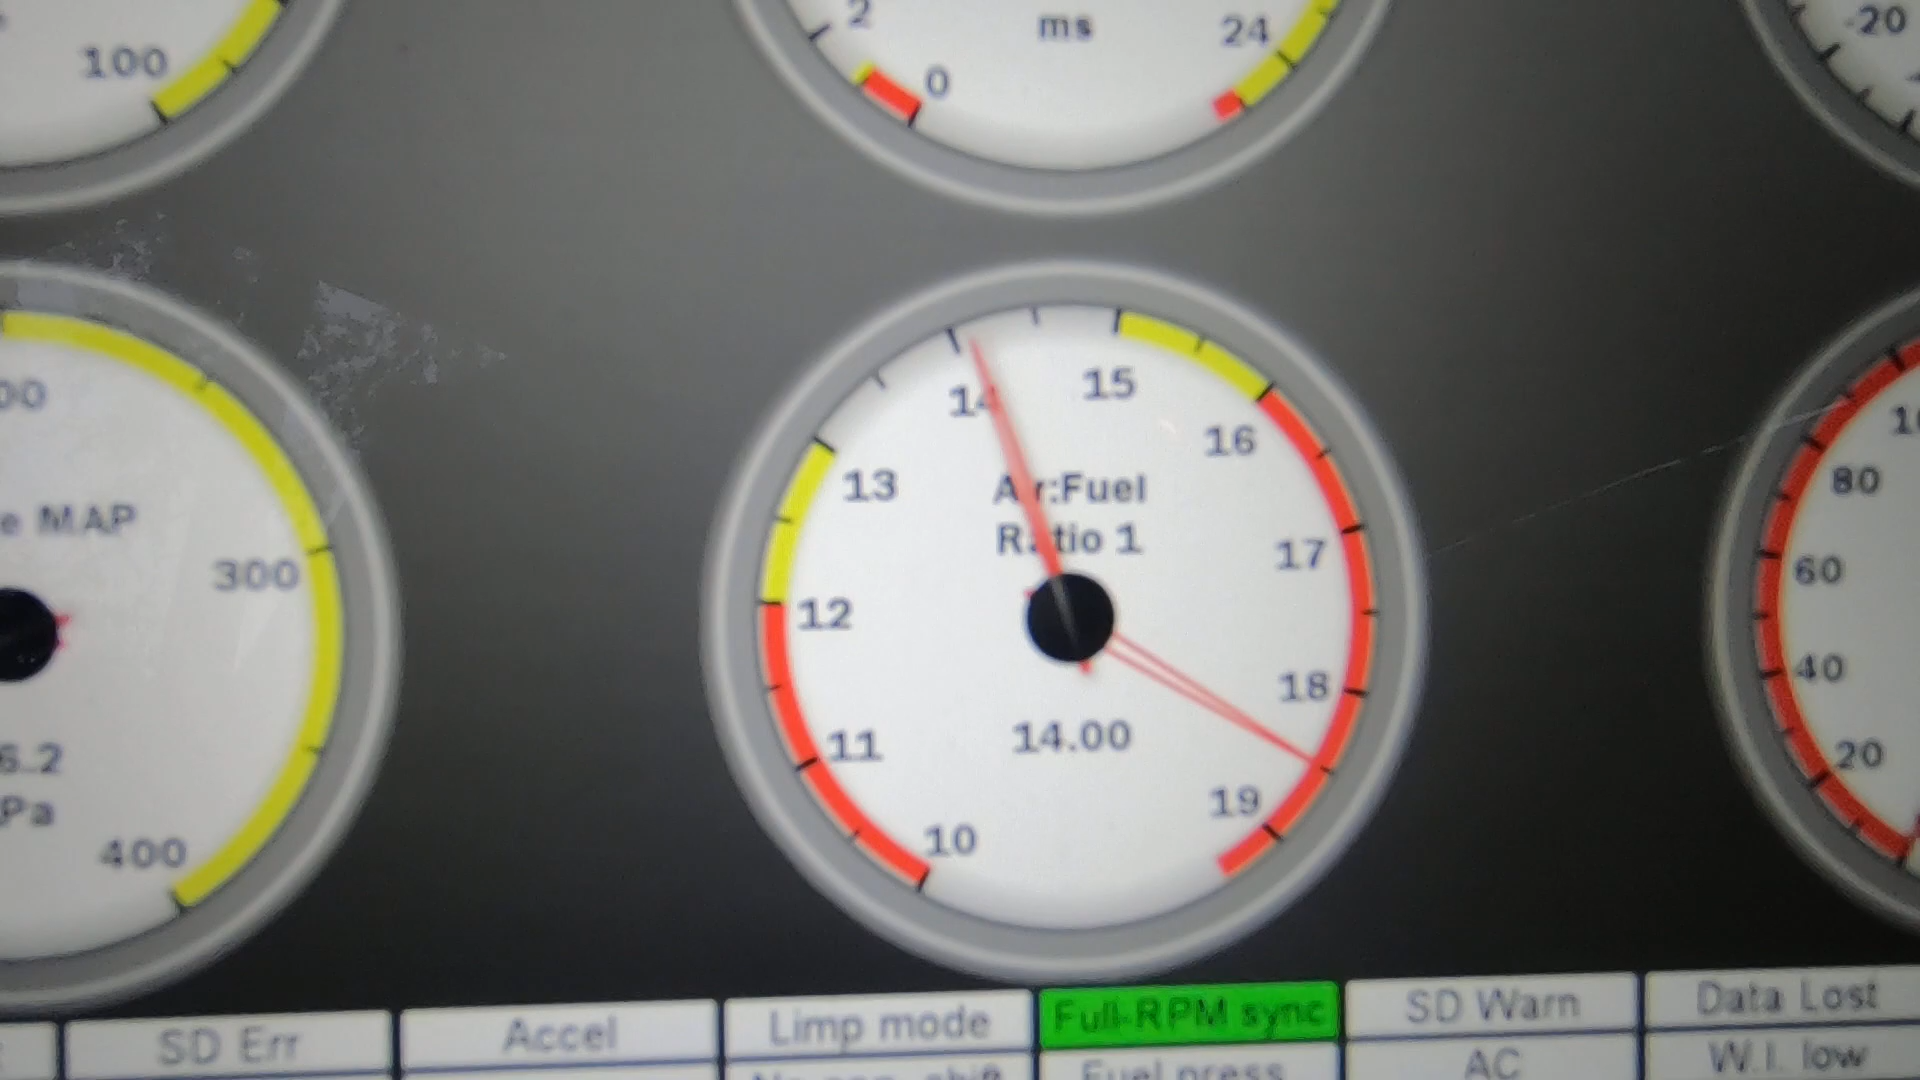 100
2
ms
24
0
-20
14
15
16
13
Air:Fuel
Ratio 1
17
12
18
11
14.00
19
10
e MAP
300
6.2
Pa
400
80
60
40
20
SD Err
Accel
Limp mode
Full-RPM sync
SD Warn
Data Lost
Fuel press
AC
W.I. low